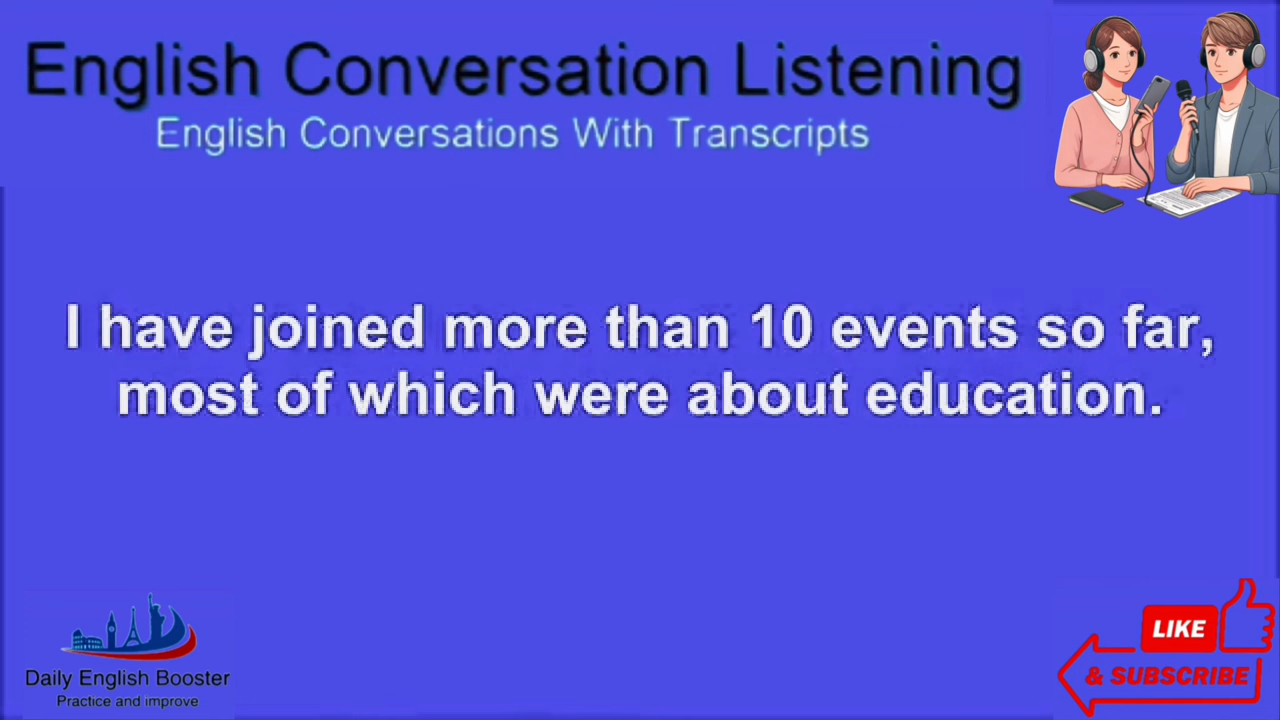 English Conversation Listening
English Conversations With Transcripts
I have joined more than 10 events so far,
most of which were about education.
Daily English Booster
Practice and improve
LIKE
& SUBSCRIBE